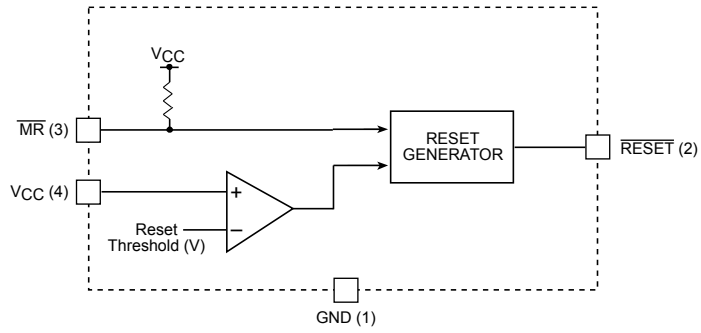 VCC
MR (3)
RESET
GENERATOR
RESET (2)
VCC (4)
+
Reset
Threshold (V)
−
GND (1)